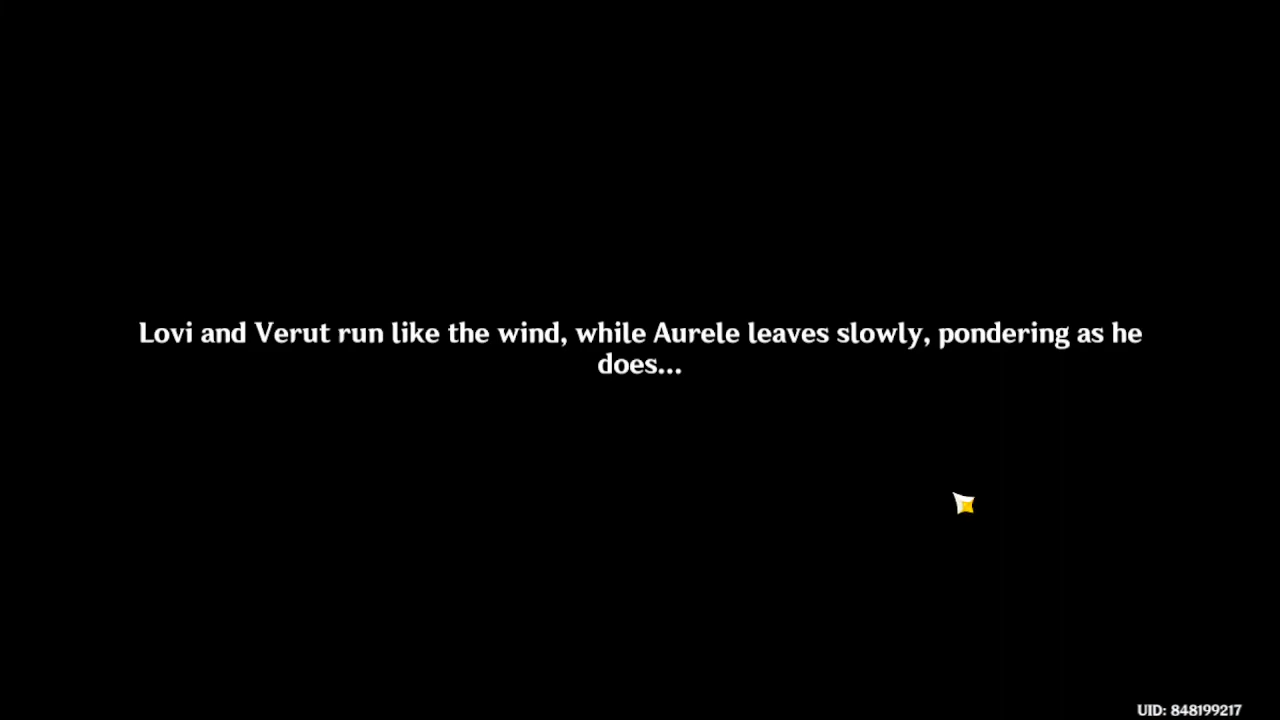 Lovi and Verut run like the wind, while Aurele leaves slowly, pondering as he
does...
UID: 848199217